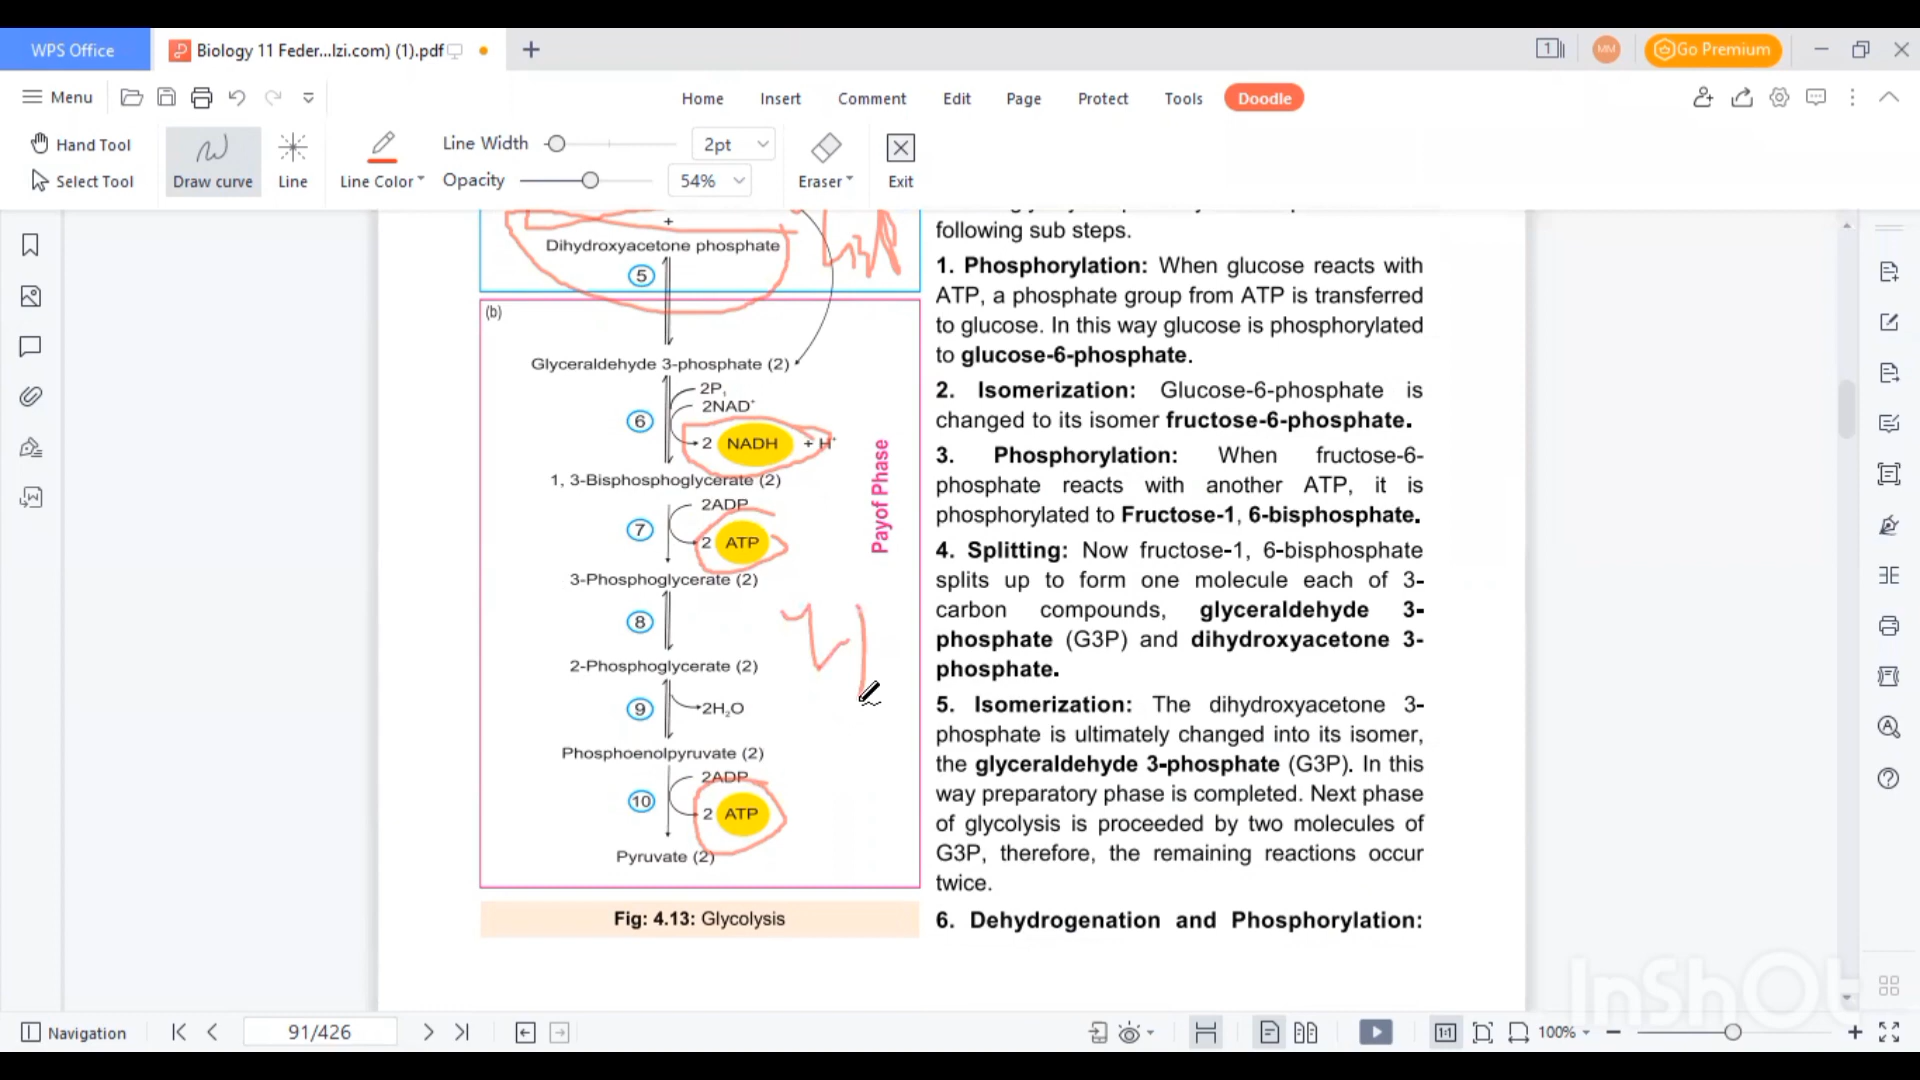 WPS Office
Biology 11 Feder...lzi.com) (1).pdf
1
MM
Go Premium
Menu
Home
Insert
Comment
Edit
Page
Protect
Tools
Doodle
Hand Tool
Select Tool
Draw curve
Line
Line Color
Line Width
2pt
Opacity
54%
Eraser
Exit
+
Dihydroxyacetone phosphate
5
(b)
Glyceraldehyde 3-phosphate (2)
2Pi
2NAD+
6
2 NADH + H+
1, 3-Bisphosphoglycerate (2)
2ADP
7
2 ATP
3-Phosphoglycerate (2)
8
2-Phosphoglycerate (2)
9
2H2O
Phosphoenolpyruvate (2)
2ADP
10
2 ATP
Pyruvate (2)
Payof Phase
Fig: 4.13: Glycolysis
following sub steps.
1. Phosphorylation: When glucose reacts with
ATP, a phosphate group from ATP is transferred
to glucose. In this way glucose is phosphorylated
to glucose-6-phosphate.
2. Isomerization: Glucose-6-phosphate is
changed to its isomer fructose-6-phosphate.
3. Phosphorylation: When fructose-6-
phosphate reacts with another ATP, it is
phosphorylated to Fructose-1, 6-bisphosphate.
4. Splitting: Now fructose-1, 6-bisphosphate
splits up to form one molecule each of 3-
carbon compounds, glyceraldehyde 3-
phosphate (G3P) and dihydroxyacetone 3-
phosphate.
5. Isomerization: The dihydroxyacetone 3-
phosphate is ultimately changed into its isomer,
the glyceraldehyde 3-phosphate (G3P). In this
way preparatory phase is completed. Next phase
of glycolysis is proceeded by two molecules of
G3P, therefore, the remaining reactions occur
twice.
6. Dehydrogenation and Phosphorylation:
InShOt
Navigation
91/426
1:1
100%